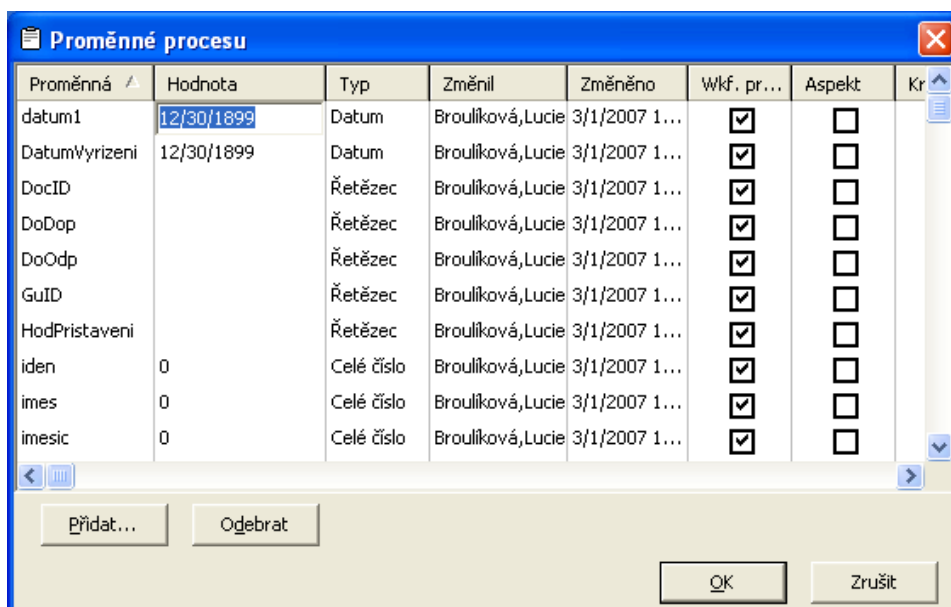 Proměnné procesu
Proměnná Hodnota Typ Změnil Změněno Wkf. pr... Aspekt Kr
datum1 12/30/1899 Datum Broulíková,Lucie 3/1/2007 1...
DatumVyrizeni 12/30/1899 Datum Broulíková,Lucie 3/1/2007 1...
DocID Řetězec Broulíková,Lucie 3/1/2007 1...
DoDop Řetězec Broulíková,Lucie 3/1/2007 1...
DoOdp Řetězec Broulíková,Lucie 3/1/2007 1...
GuID Řetězec Broulíková,Lucie 3/1/2007 1...
HodPristaveni Řetězec Broulíková,Lucie 3/1/2007 1...
iden 0 Celé číslo Broulíková,Lucie 3/1/2007 1...
imes 0 Celé číslo Broulíková,Lucie 3/1/2007 1...
imesic 0 Celé číslo Broulíková,Lucie 3/1/2007 1...
Přidat... Odebrat
OK Zrušit